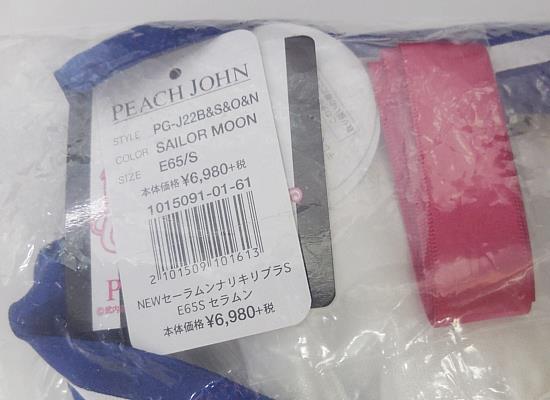 PEACH JOHN
STYLE PG-J22B&S&O&N
COLOR SAILOR MOON
SIZE E65/S
本体価格 ¥6,980+税
1015091-01-61
2101509101613
NEWセーラムンナリキリブラS
E65S セラムン
本体価格 ¥6,980+税
P
©武内